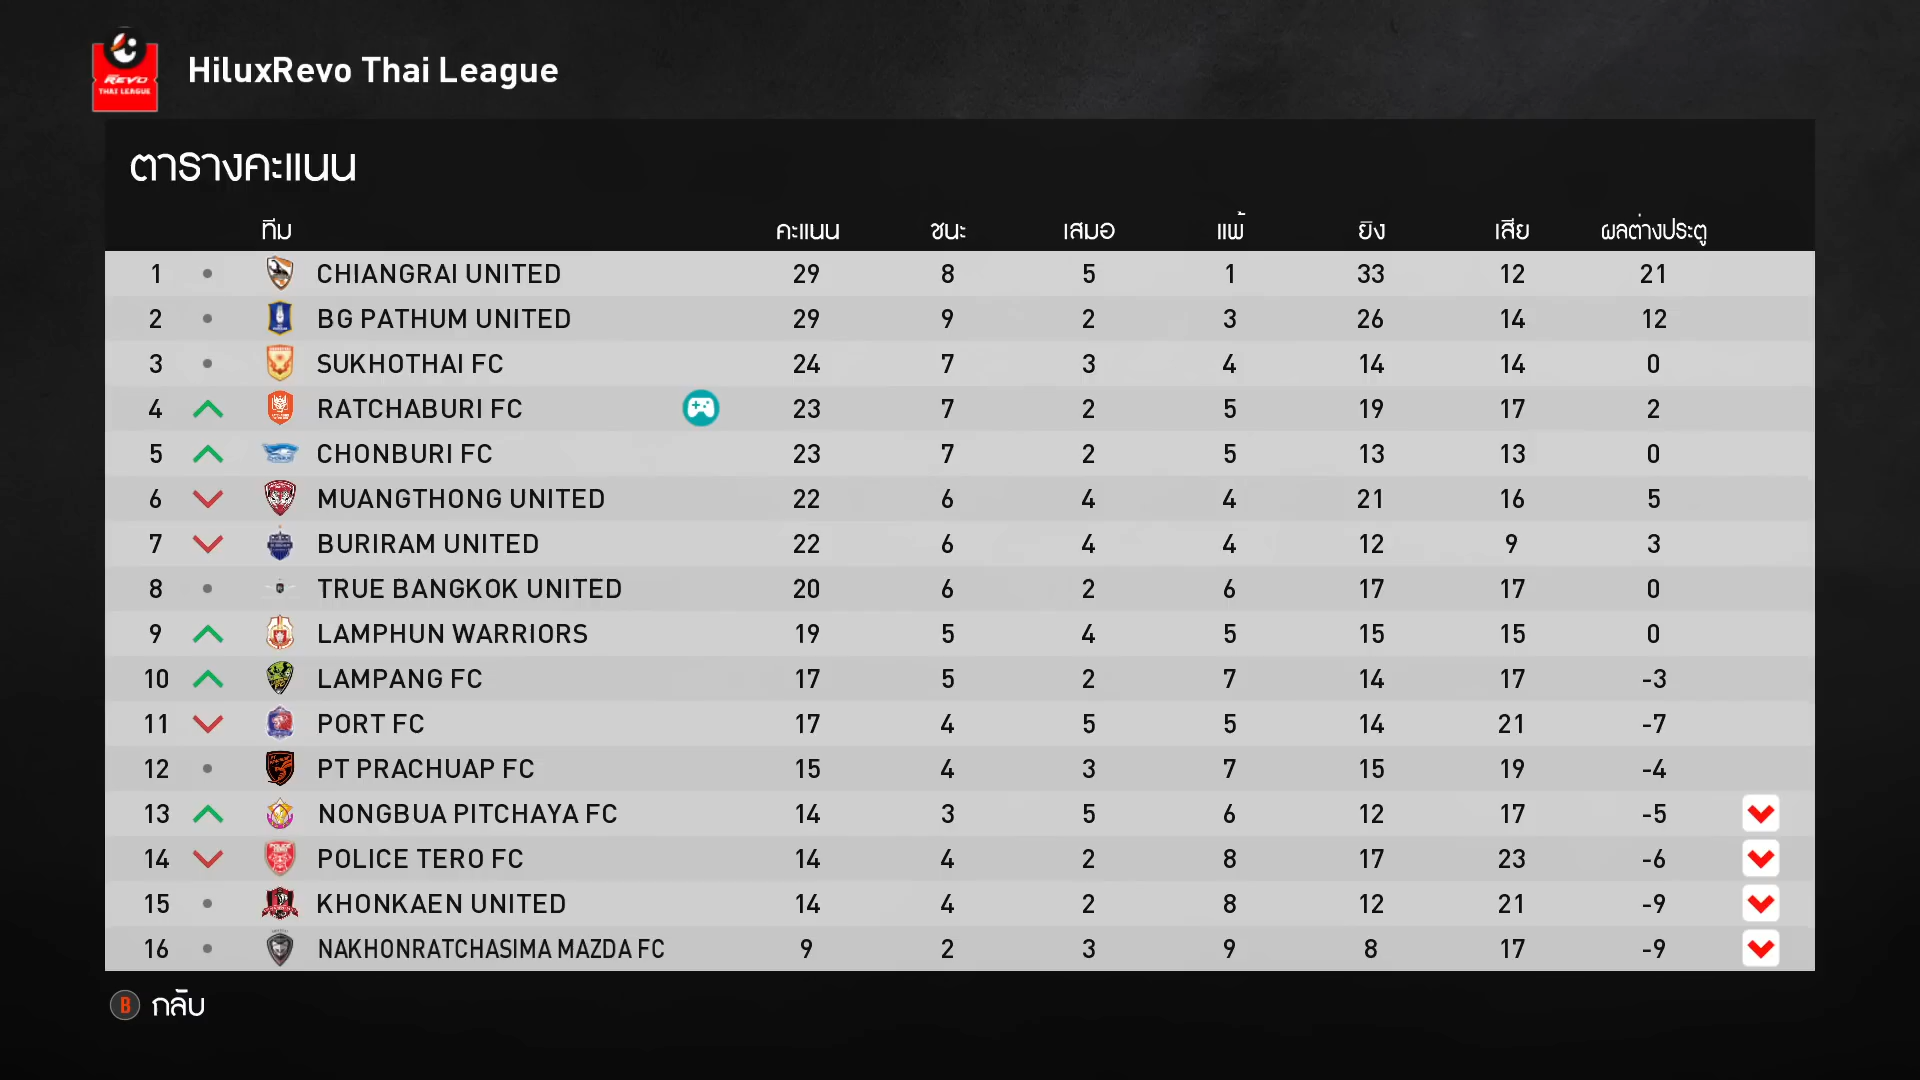 REVO
THAI LEAGUE
HiluxRevo Thai League
ตารางคะแนน
ทีม คะแนน ชนะ เสมอ แพ้ ยิง เสีย ผลต่างประตู
1 CHIANGRAI UNITED 29 8 5 1 33 12 21
2 BG PATHUM UNITED 29 9 2 3 26 14 12
3 SUKHOTHAI FC 24 7 3 4 14 14 0
4 RATCHABURI FC 23 7 2 5 19 17 2
5 CHONBURI FC 23 7 2 5 13 13 0
6 MUANGTHONG UNITED 22 6 4 4 21 16 5
7 BURIRAM UNITED 22 6 4 4 12 9 3
8 TRUE BANGKOK UNITED 20 6 2 6 17 17 0
9 LAMPHUN WARRIORS 19 5 4 5 15 15 0
10 LAMPANG FC 17 5 2 7 14 17 -3
11 PORT FC 17 4 5 5 14 21 -7
12 PT PRACHUAP FC 15 4 3 7 15 19 -4
13 NONGBUA PITCHAYA FC 14 3 5 6 12 17 -5
14 POLICE TERO FC 14 4 2 8 17 23 -6
15 KHONKAEN UNITED 14 4 2 8 12 21 -9
16 NAKHONRATCHASIMA MAZDA FC 9 2 3 9 8 17 -9
B กลับ